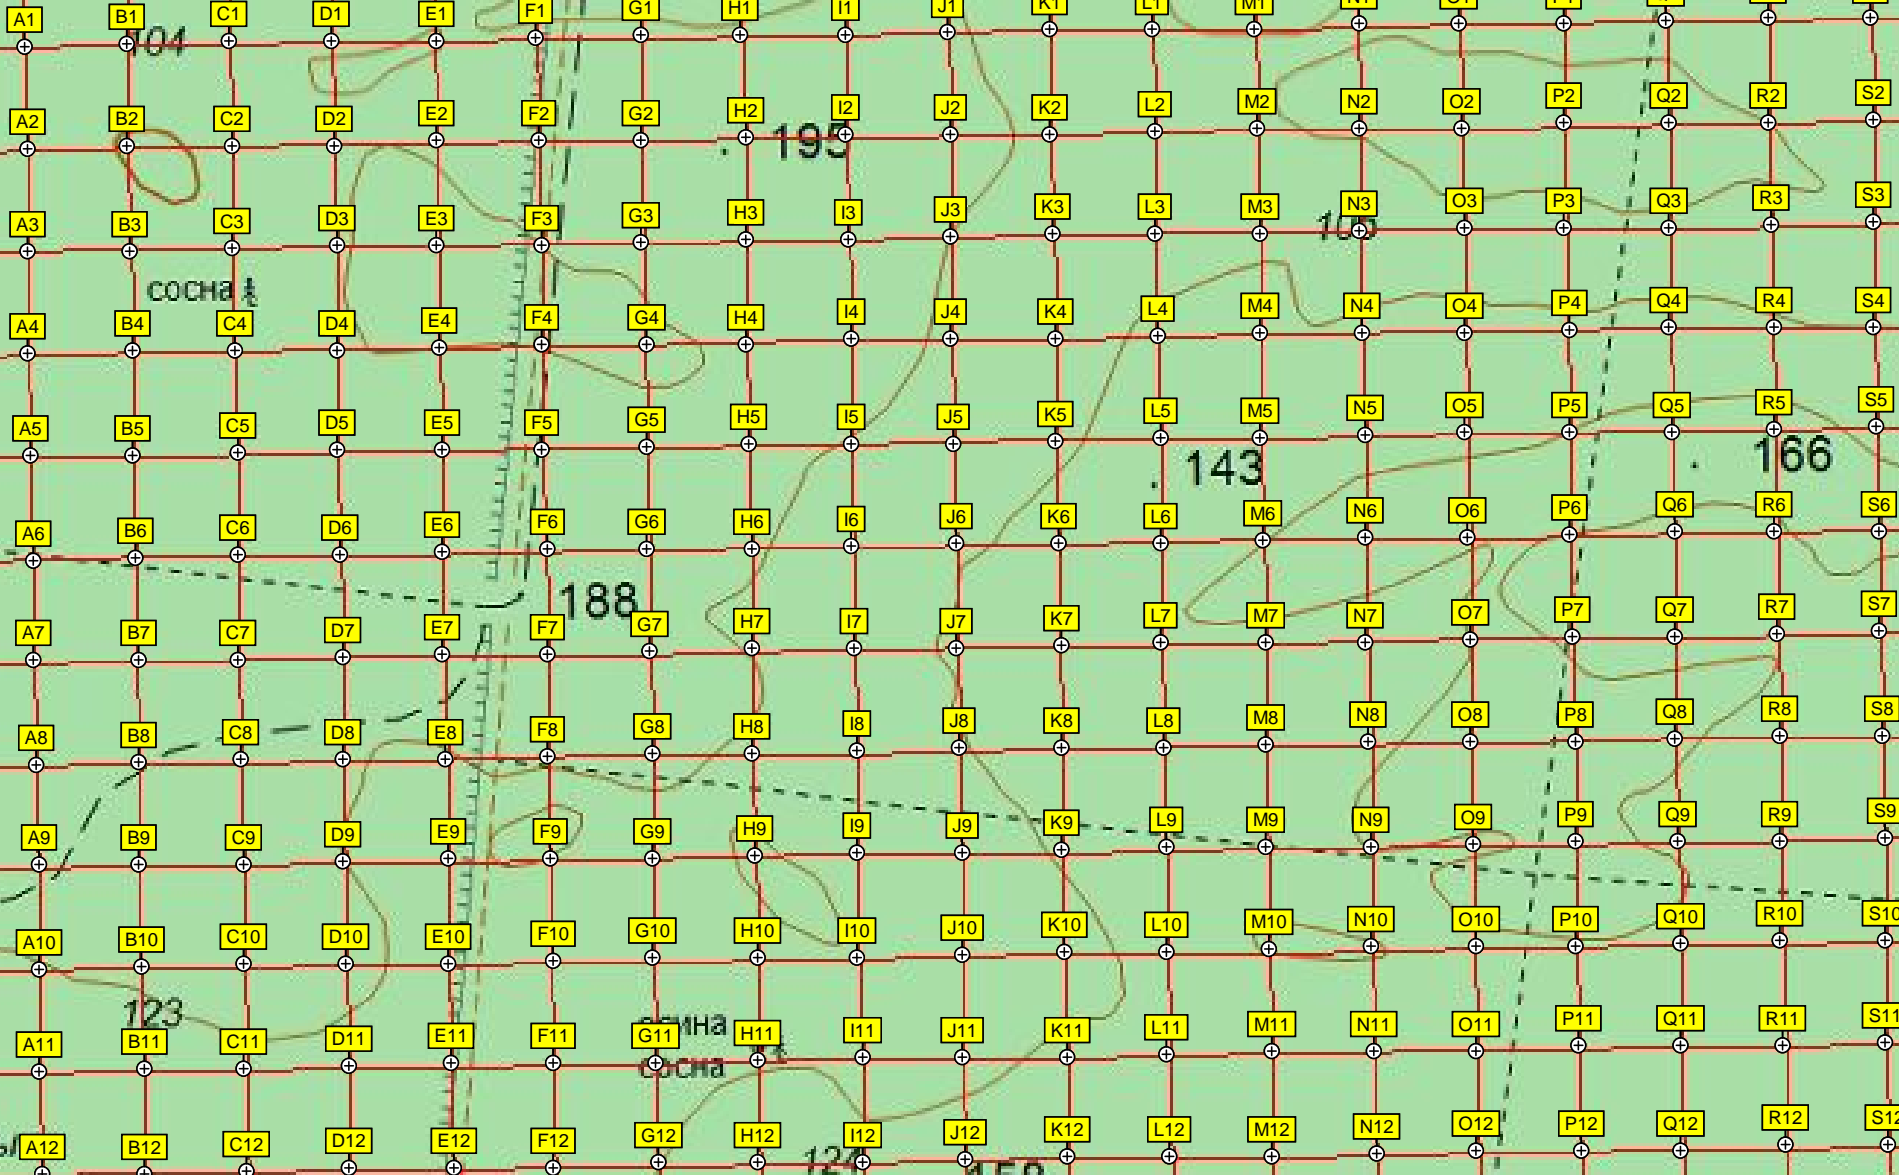 A1 B1 C1 D1 E1 F1 G1 H1 I1 J1 K1 L1 M1 N1
104
A2 B2 C2 D2 E2 F2 G2 H2 I2 J2 K2 L2 M2 N2 O2 P2 Q2 R2 S2
195
A3 B3 C3 D3 E3 F3 G3 H3 I3 J3 K3 L3 M3 N3 O3 P3 Q3 R3 S3
сосна
A4 B4 C4 D4 E4 F4 G4 H4 I4 J4 K4 L4 M4 N4 O4 P4 Q4 R4 S4
A5 B5 C5 D5 E5 F5 G5 H5 I5 J5 K5 L5 M5 N5 O5 P5 Q5 R5 S5
143 166
A6 B6 C6 D6 E6 F6 G6 H6 I6 J6 K6 L6 M6 N6 O6 P6 Q6 R6 S6
188
A7 B7 C7 D7 E7 F7 G7 H7 I7 J7 K7 L7 M7 N7 O7 P7 Q7 R7 S7
A8 B8 C8 D8 E8 F8 G8 H8 I8 J8 K8 L8 M8 N8 O8 P8 Q8 R8 S8
A9 B9 C9 D9 E9 F9 G9 H9 I9 J9 K9 L9 M9 N9 O9 P9 Q9 R9 S9
A10 B10 C10 D10 E10 F10 G10 H10 I10 J10 K10 L10 M10 N10 O10 P10 Q10 R10 S10
123
осина
A11 B11 C11 D11 E11 F11 G11 H11 I11 J11 K11 L11 M11 N11 O11 P11 Q11 R11 S11
сосна
A12 B12 C12 D12 E12 F12 G12 H12 I12 J12 K12 L12 M12 N12 O12 P12 Q12 R12 S12
124